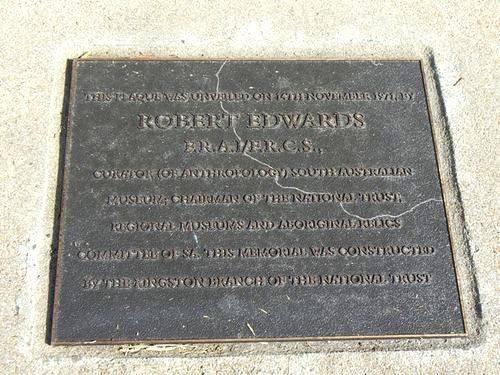 THIS PLAQUE WAS UNVEILED ON 14TH NOVEMBER 1971, BY
ROBERT EDWARDS
F.R.A.I./F.R.C.S.,
CURATOR (OF ANTHROPOLOGY) SOUTH AUSTRALIAN
MUSEUM; CHAIRMAN OF THE NATIONAL TRUST,
REGIONAL MUSEUMS AND ABORIGINAL RELICS
COMMITTEE OF S.A. THIS MEMORIAL WAS CONSTRUCTED
BY THE KINGSTON BRANCH OF THE NATIONAL TRUST